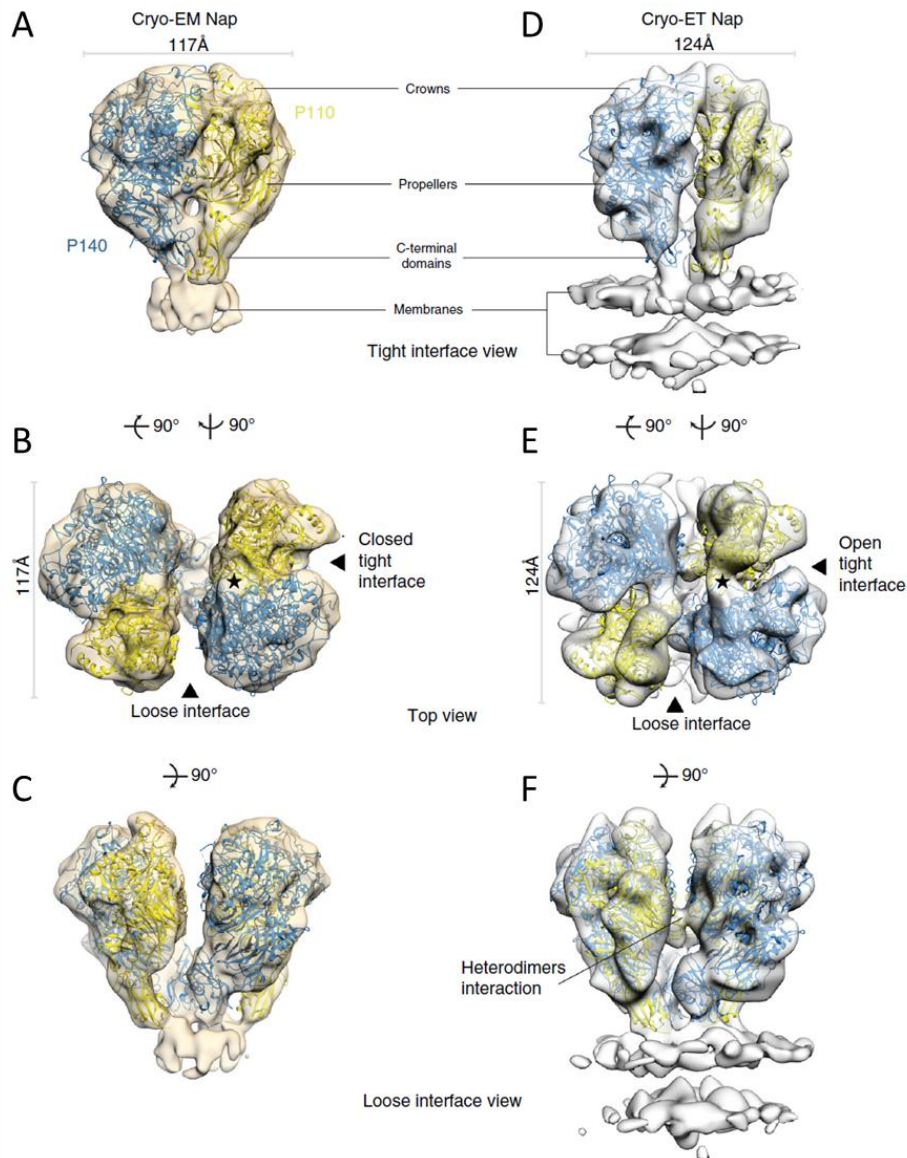 A
Cryo-EM Nap
117Å
D
Cryo-ET Nap
124Å
Crowns
P110
Propellers
P140
C-terminal
domains
Membranes
Tight interface view
90° 90°
90° 90°
B
117Å
Closed
tight
interface
Loose interface
E
124Å
Open
tight
interface
Loose interface
Top view
90°
90°
C
F
Heterodimers
interaction
Loose interface view